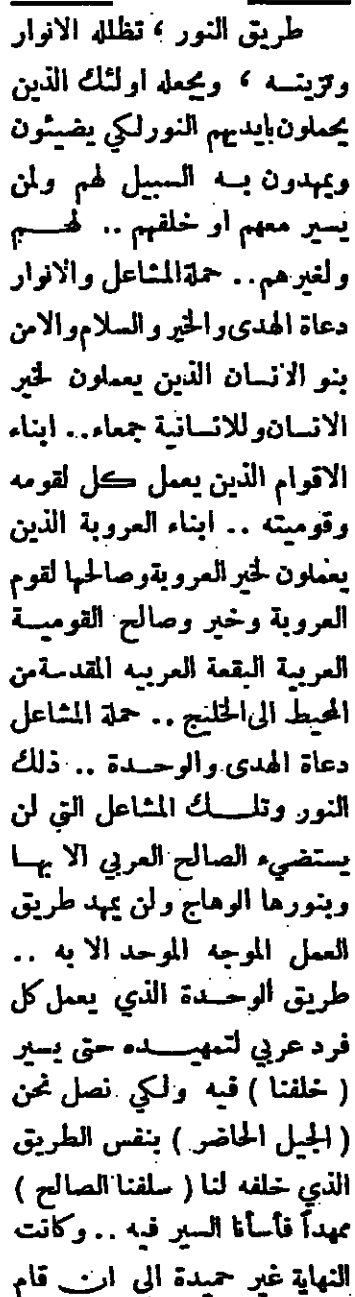 طريق النور ، تظلله الانوار
وتزينه ، ويجعله اولئك الذين
يحملون بايديهم النور لكي يضيئون
ويمهدون به السبيل لهم ولمن
يسير معهم او خلفهم .. لهم
ولغيرهم .. حملة المشاعل والانوار
دعاة الهدى والخير والسلام والامن
بنو الانسان الذين يعملون لخير
الانسان وللانسانية جمعاء .. ابناء
الاقوام الذين يعمل كل لقومه
وقوميته .. ابناء العروبة الذين
يعملون لخير العروبة وصالحها لقوم
العروبة وخير وصالح القومية
العربية البقعة العربيه المقدسة من
المحيط الى الخليج .. حملة المشاعل
دعاة الهدى والوحدة .. ذلك
النور وتلك المشاعل التي لن
يستضيء الصالح العربي الا بها
وبنورها الوهاج ولن يمهد طريق
العمل الموجه الموحد الا به ..
طريق الوحدة الذي يعمل كل
فرد عربي لتمهيده حتى يسير
( خلفنا ) فيه ولكي نصل نحن
( الجيل الحاضر ) بنفس الطريق
الذي خلفه لنا ( سلفنا الصالح )
ممهداً فأسأنا السير فيه .. وكانت
النهاية غير حميدة الى ان قام